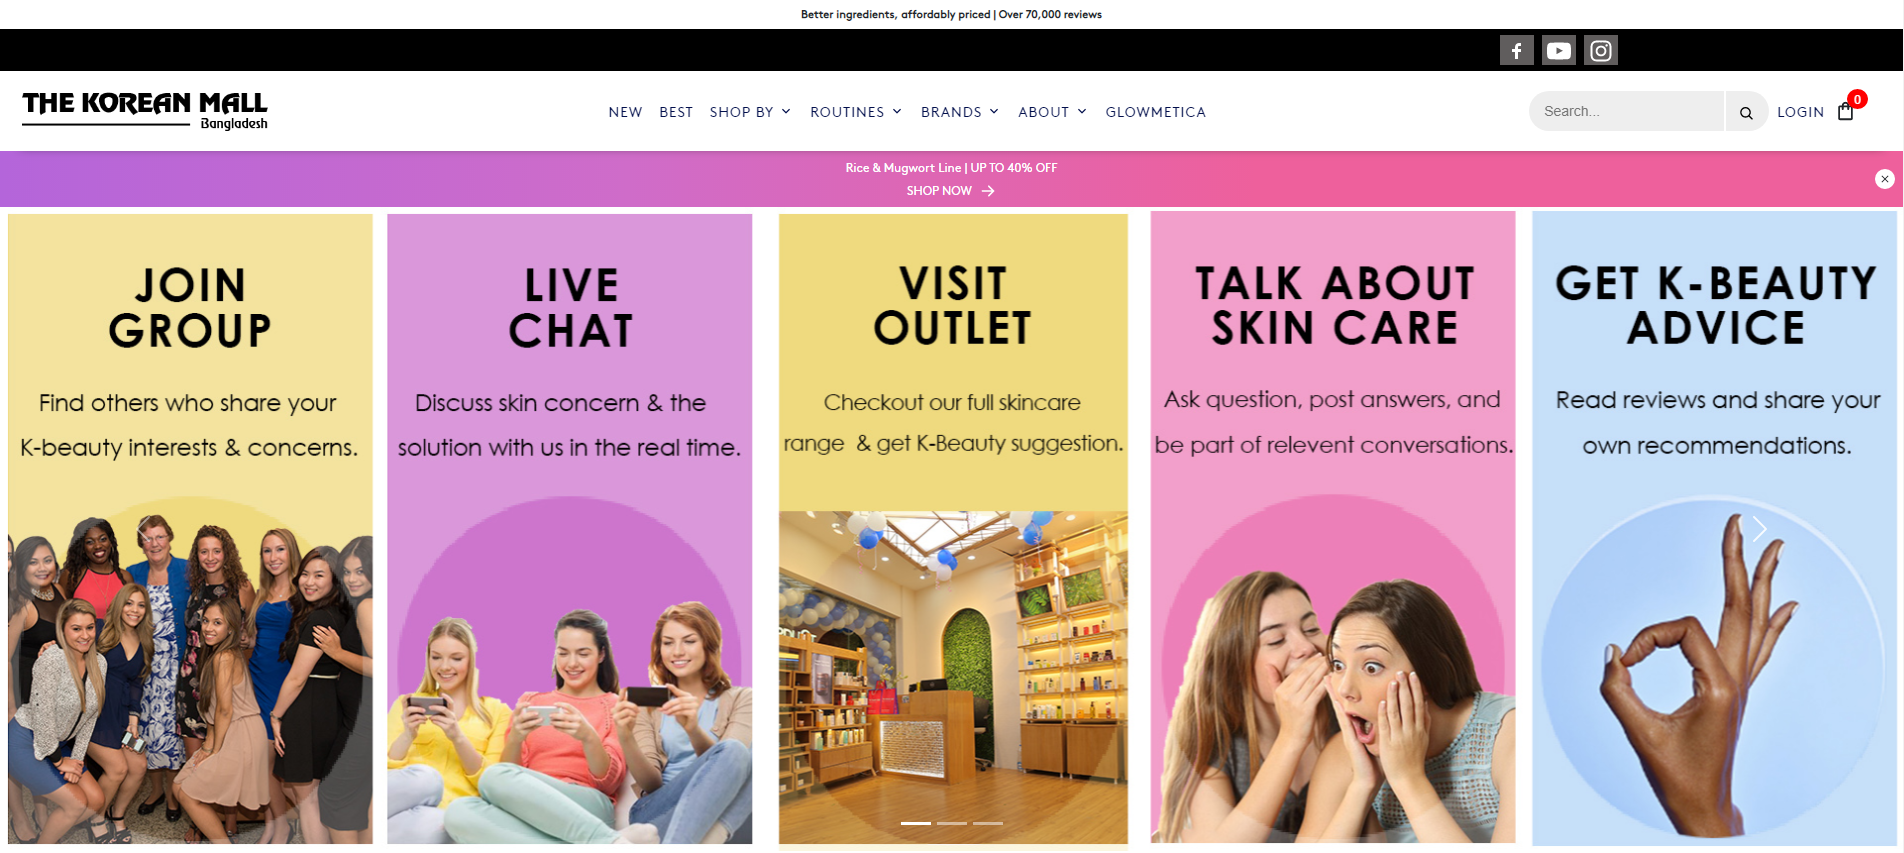 Better ingredients, affordably priced | Over 70,000 reviews
THE KOREAN MALL
Bangladesh
NEW BEST SHOP BY ROUTINES BRANDS ABOUT GLOWMETICA
Search...
LOGIN
0
Rice & Mugwort Line | UP TO 40% OFF
SHOP NOW
JOIN
GROUP
Find others who share your
K-beauty interests & concerns.
LIVE
CHAT
Discuss skin concern & the
solution with us in the real time.
VISIT
OUTLET
Checkout our full skincare
range & get K-Beauty suggestion.
TALK ABOUT
SKIN CARE
Ask question, post answers, and
be part of relevent conversations.
GET K-BEAUTY
ADVICE
Read reviews and share your
own recommendations.